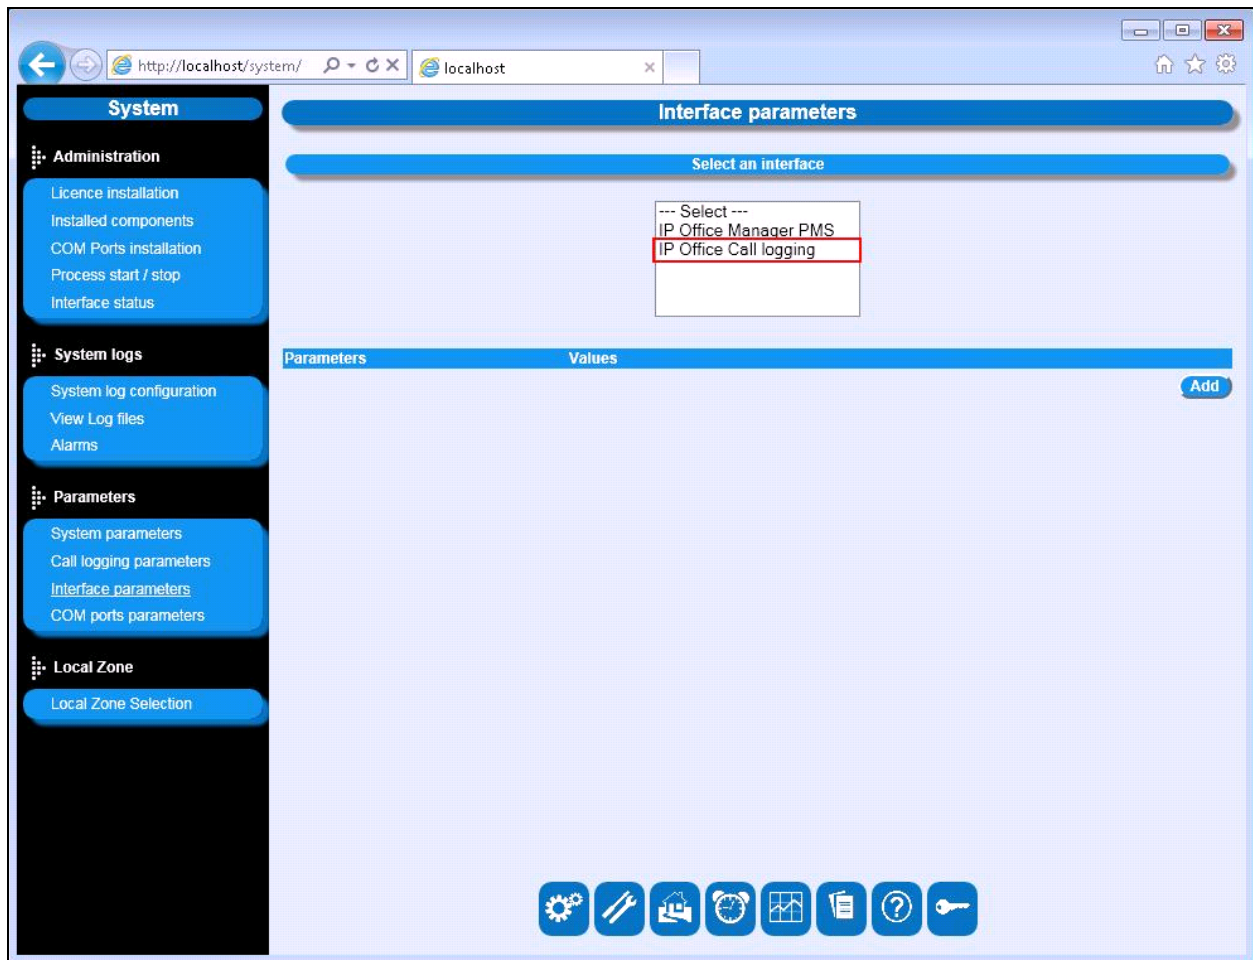 http://localhost/system/
localhost
System
Administration
Licence installation
Installed components
COM Ports installation
Process start / stop
Interface status
System logs
System log configuration
View Log files
Alarms
Parameters
System parameters
Call logging parameters
Interface parameters
COM ports parameters
Local Zone
Local Zone Selection
Interface parameters
Select an interface
--- Select ---
IP Office Manager PMS
IP Office Call logging
Parameters Values
Add